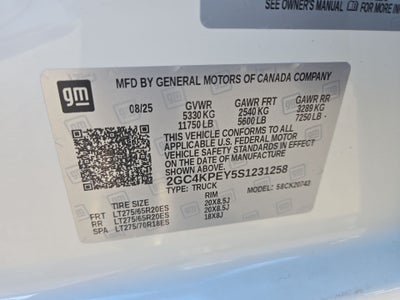 SEE OWNER'S MANUAL
gm
MFD BY GENERAL MOTORS OF CANADA COMPANY
08/25 GVWR GAWR FRT GAWR RR
5330 KG 2540 KG 3289 KG
11750 LB 5600 LB 7250 LB
THIS VEHICLE CONFORMS TO ALL
APPLICABLE U.S. FEDERAL MOTOR
VEHICLE SAFETY STANDARDS IN EFFECT
ON THE DATE OF MANUFACTURE
SHOWN ABOVE.
2GC4KPEY5S1231258
TYPE: TRUCK MODEL: 58CK20743
TIRE SIZE RIM
FRT LT275/65R20ES 20X8.5J
RR LT275/65R20ES 20X8.5J
SPA LT275/70R18ES 18X8J